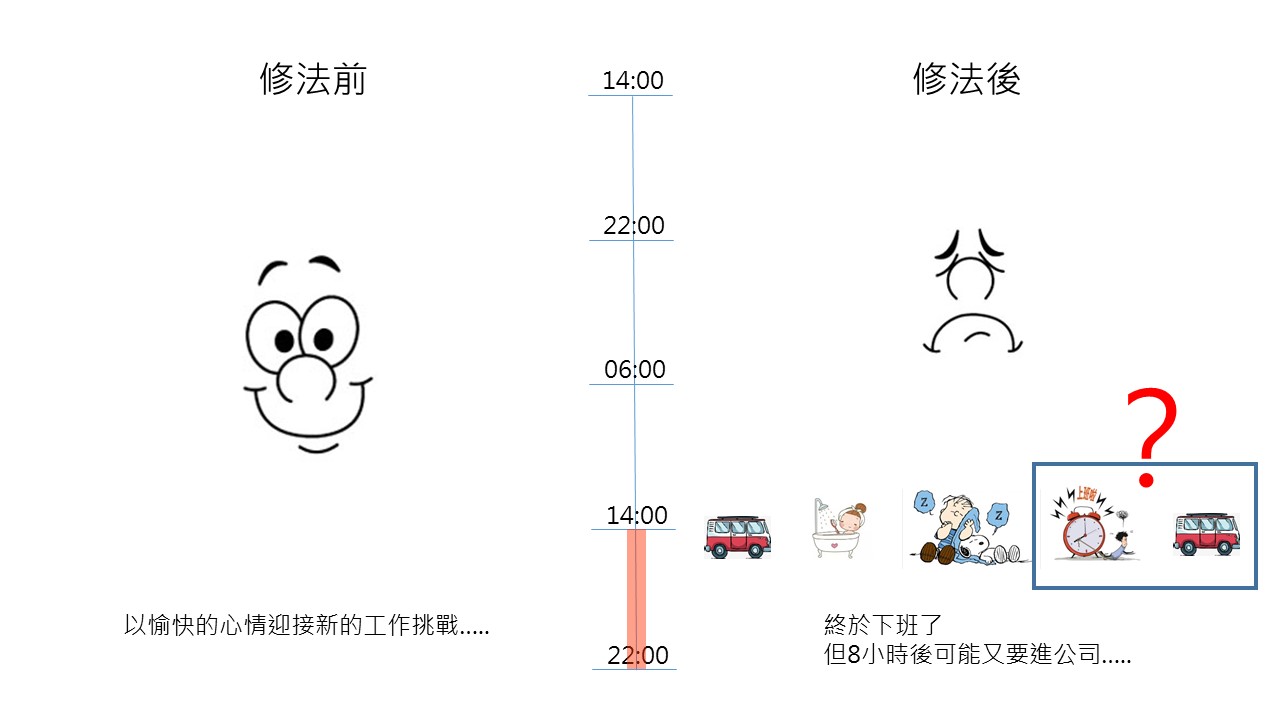 修法前
14:00
修法後
22:00
06:00
?
14:00
上班啦
z
z
以愉快的心情迎接新的工作挑戰.....
22:00
終於下班了
但8小時後可能又要進公司.....